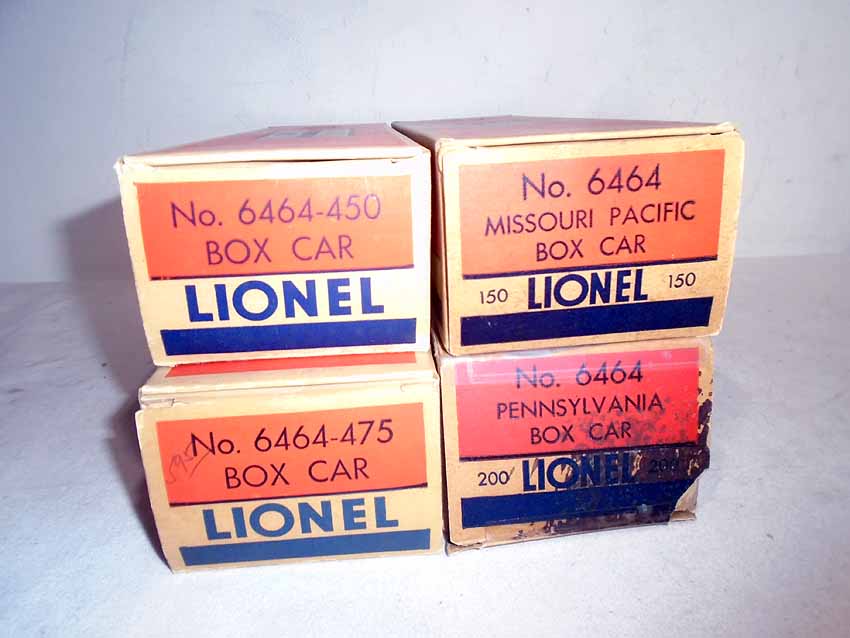 No. 6464-450
BOX CAR
LIONEL
No. 6464
MISSOURI PACIFIC
BOX CAR
150 LIONEL 150
No. 6464-475
BOX CAR
LIONEL
No. 6464
PENNSYLVANIA
BOX CAR
200 LIONEL 200